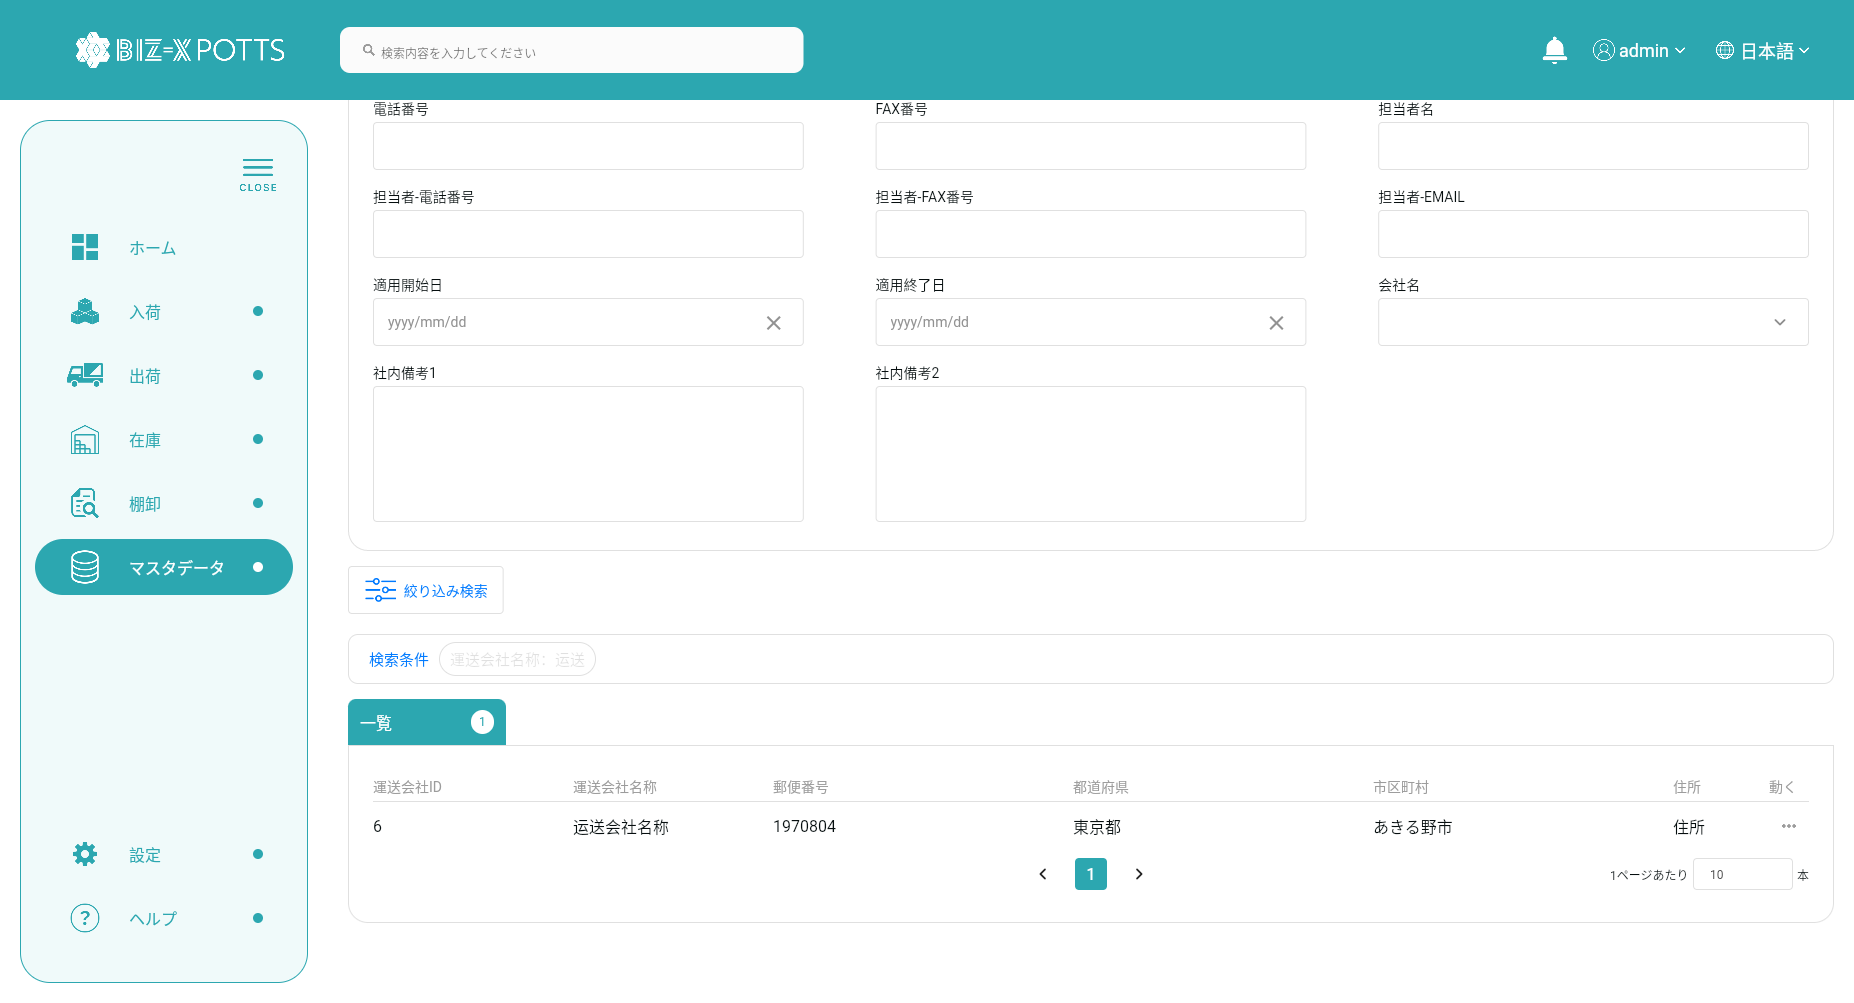 BIZ=X POTTS
検索内容を入力してください
admin
日本語
CLOSE
ホーム
入荷
出荷
在庫
棚卸
マスタデータ
設定
ヘルプ
電話番号 FAX番号 担当者名
担当者-電話番号 担当者-FAX番号 担当者-EMAIL
適用開始日 適用終了日 会社名
yyyy/mm/dd yyyy/mm/dd
社内備考1 社内備考2
絞り込み検索
検索条件 運送会社名称：运送
一覧 1
運送会社ID 運送会社名称 郵便番号 都道府県 市区町村 住所 動く
6 运送会社名称 1970804 東京都 あきる野市 住所 ...
1
1ページあたり 10 本